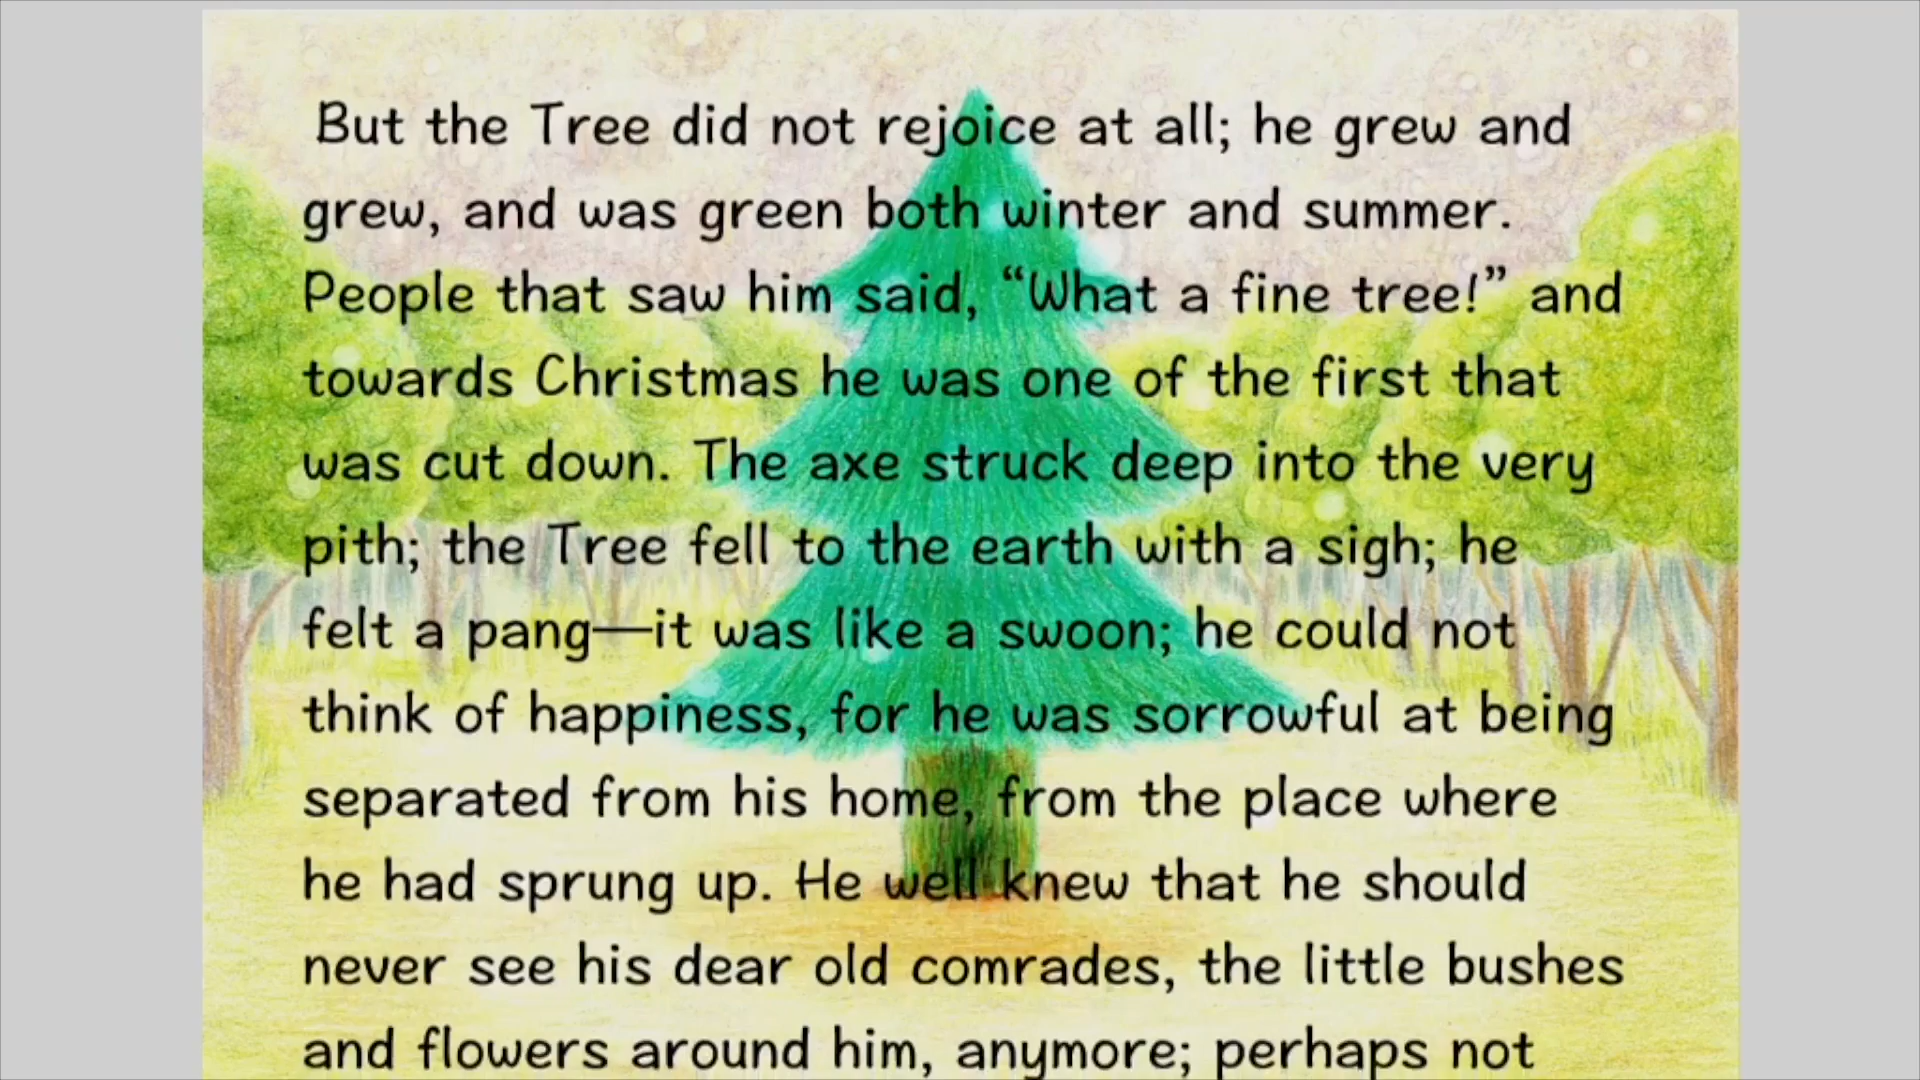 But the Tree did not rejoice at all; he grew and
grew, and was green both winter and summer.
People that saw him said, “What a fine tree!” and
towards Christmas he was one of the first that
was cut down. The axe struck deep into the very
pith; the Tree fell to the earth with a sigh; he
felt a pang—it was like a swoon; he could not
think of happiness, for he was sorrowful at being
separated from his home, from the place where
he had sprung up. He well knew that he should
never see his dear old comrades, the little bushes
and flowers around him, anymore; perhaps not